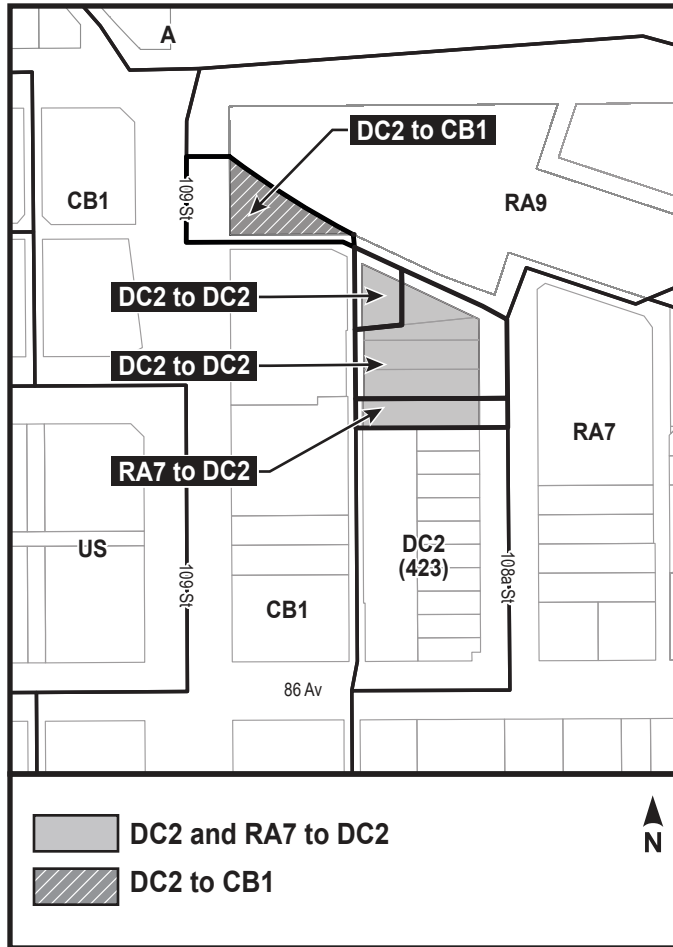 A
DC2 to CB1
CB1
109 St
RA9
DC2 to DC2
DC2 to DC2
RA7
RA7 to DC2
US
DC2
(423)
109 St
108a St
CB1
86 Av
DC2 and RA7 to DC2
N
DC2 to CB1